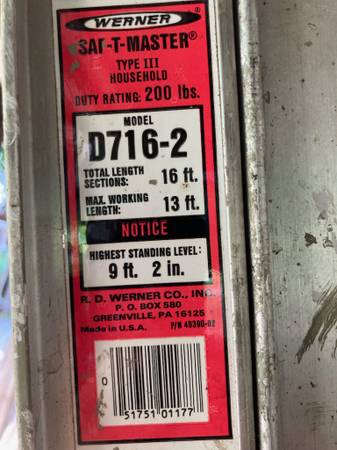 WERNER
SAF-T-MASTER®
TYPE III
HOUSEHOLD
DUTY RATING: 200 lbs.
MODEL
D716-2
TOTAL LENGTH SECTIONS: 16 ft.
MAX. WORKING LENGTH: 13 ft.
NOTICE
HIGHEST STANDING LEVEL:
9 ft. 2 in.
R. D. WERNER CO., INC.
P. O. BOX 580
GREENVILLE, PA 16125
Made in U.S.A. P/N 49390-02
0 51751 01177